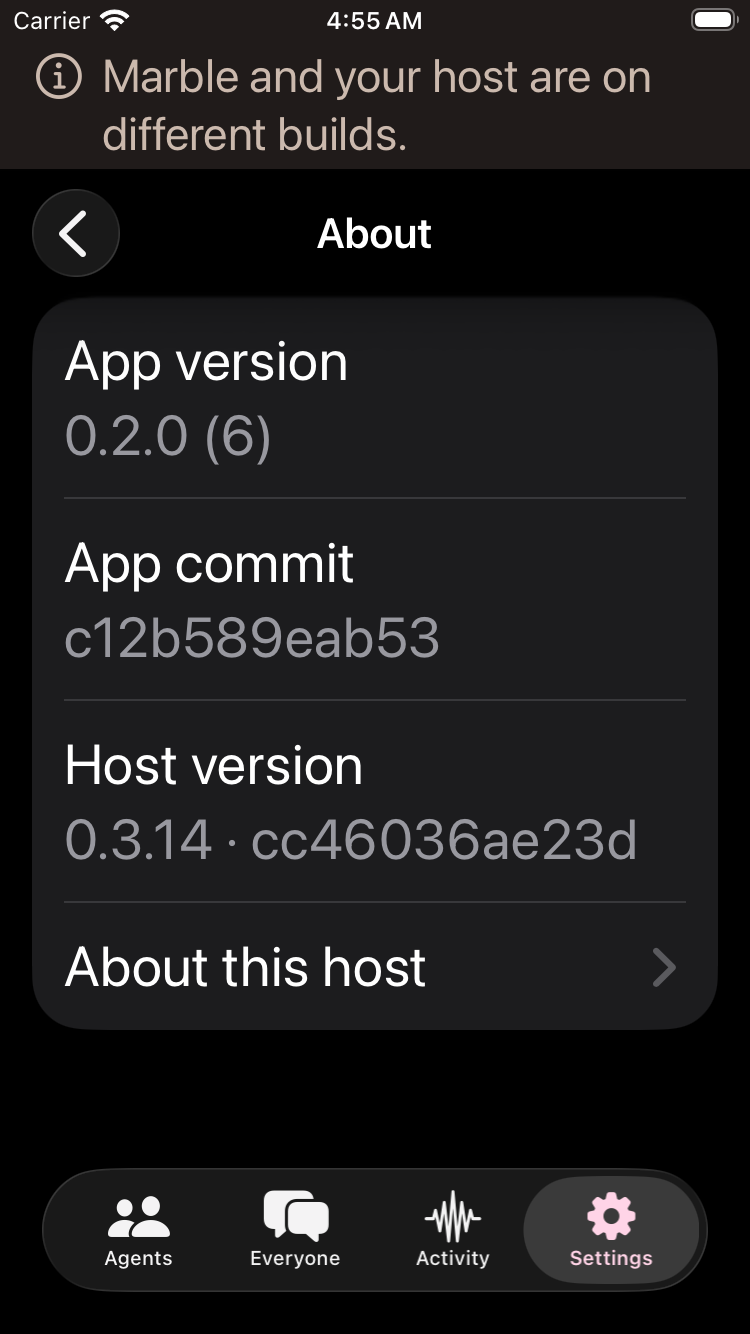 Carrier
4:55 AM
Marble and your host are on
different builds.
About
App version
0.2.0 (6)
App commit
c12b589eab53
Host version
0.3.14 · cc46036ae23d
About this host
Agents
Everyone
Activity
Settings